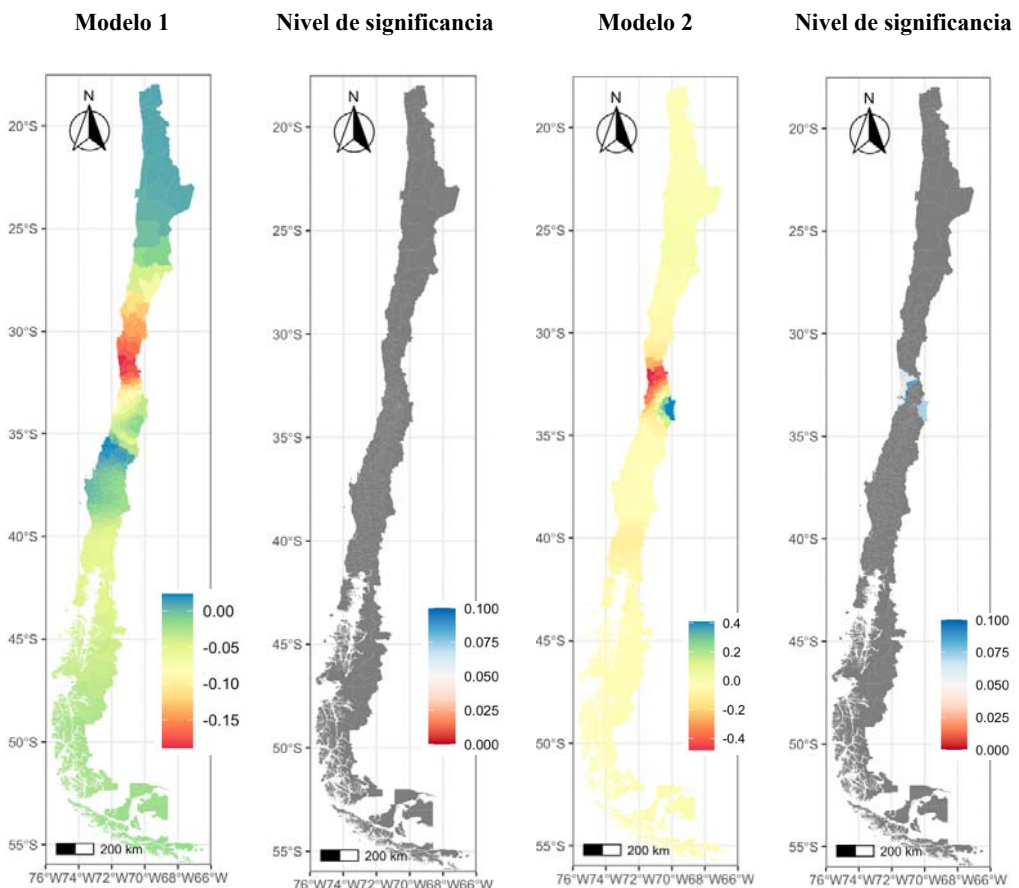 Modelo 1
Nivel de significancia
Modelo 2
Nivel de significancia
N
20°S
25°S
30°S
35°S
40°S
45°S
50°S
55°S
0.00
-0.05
-0.10
-0.15
200 km
76°W74°W72°W70°W68°W66°W
N
20°S
25°S
30°S
35°S
40°S
45°S
50°S
55°S
0.100
0.075
0.050
0.025
0.000
200 km
76°W74°W72°W70°W68°W66°W
N
20°S
25°S
30°S
35°S
40°S
45°S
50°S
55°S
0.4
0.2
0.0
-0.2
-0.4
200 km
76°W74°W72°W70°W68°W66°W
N
20°S
25°S
30°S
35°S
40°S
45°S
50°S
55°S
0.100
0.075
0.050
0.025
0.000
200 km
76°W74°W72°W70°W68°W66°W